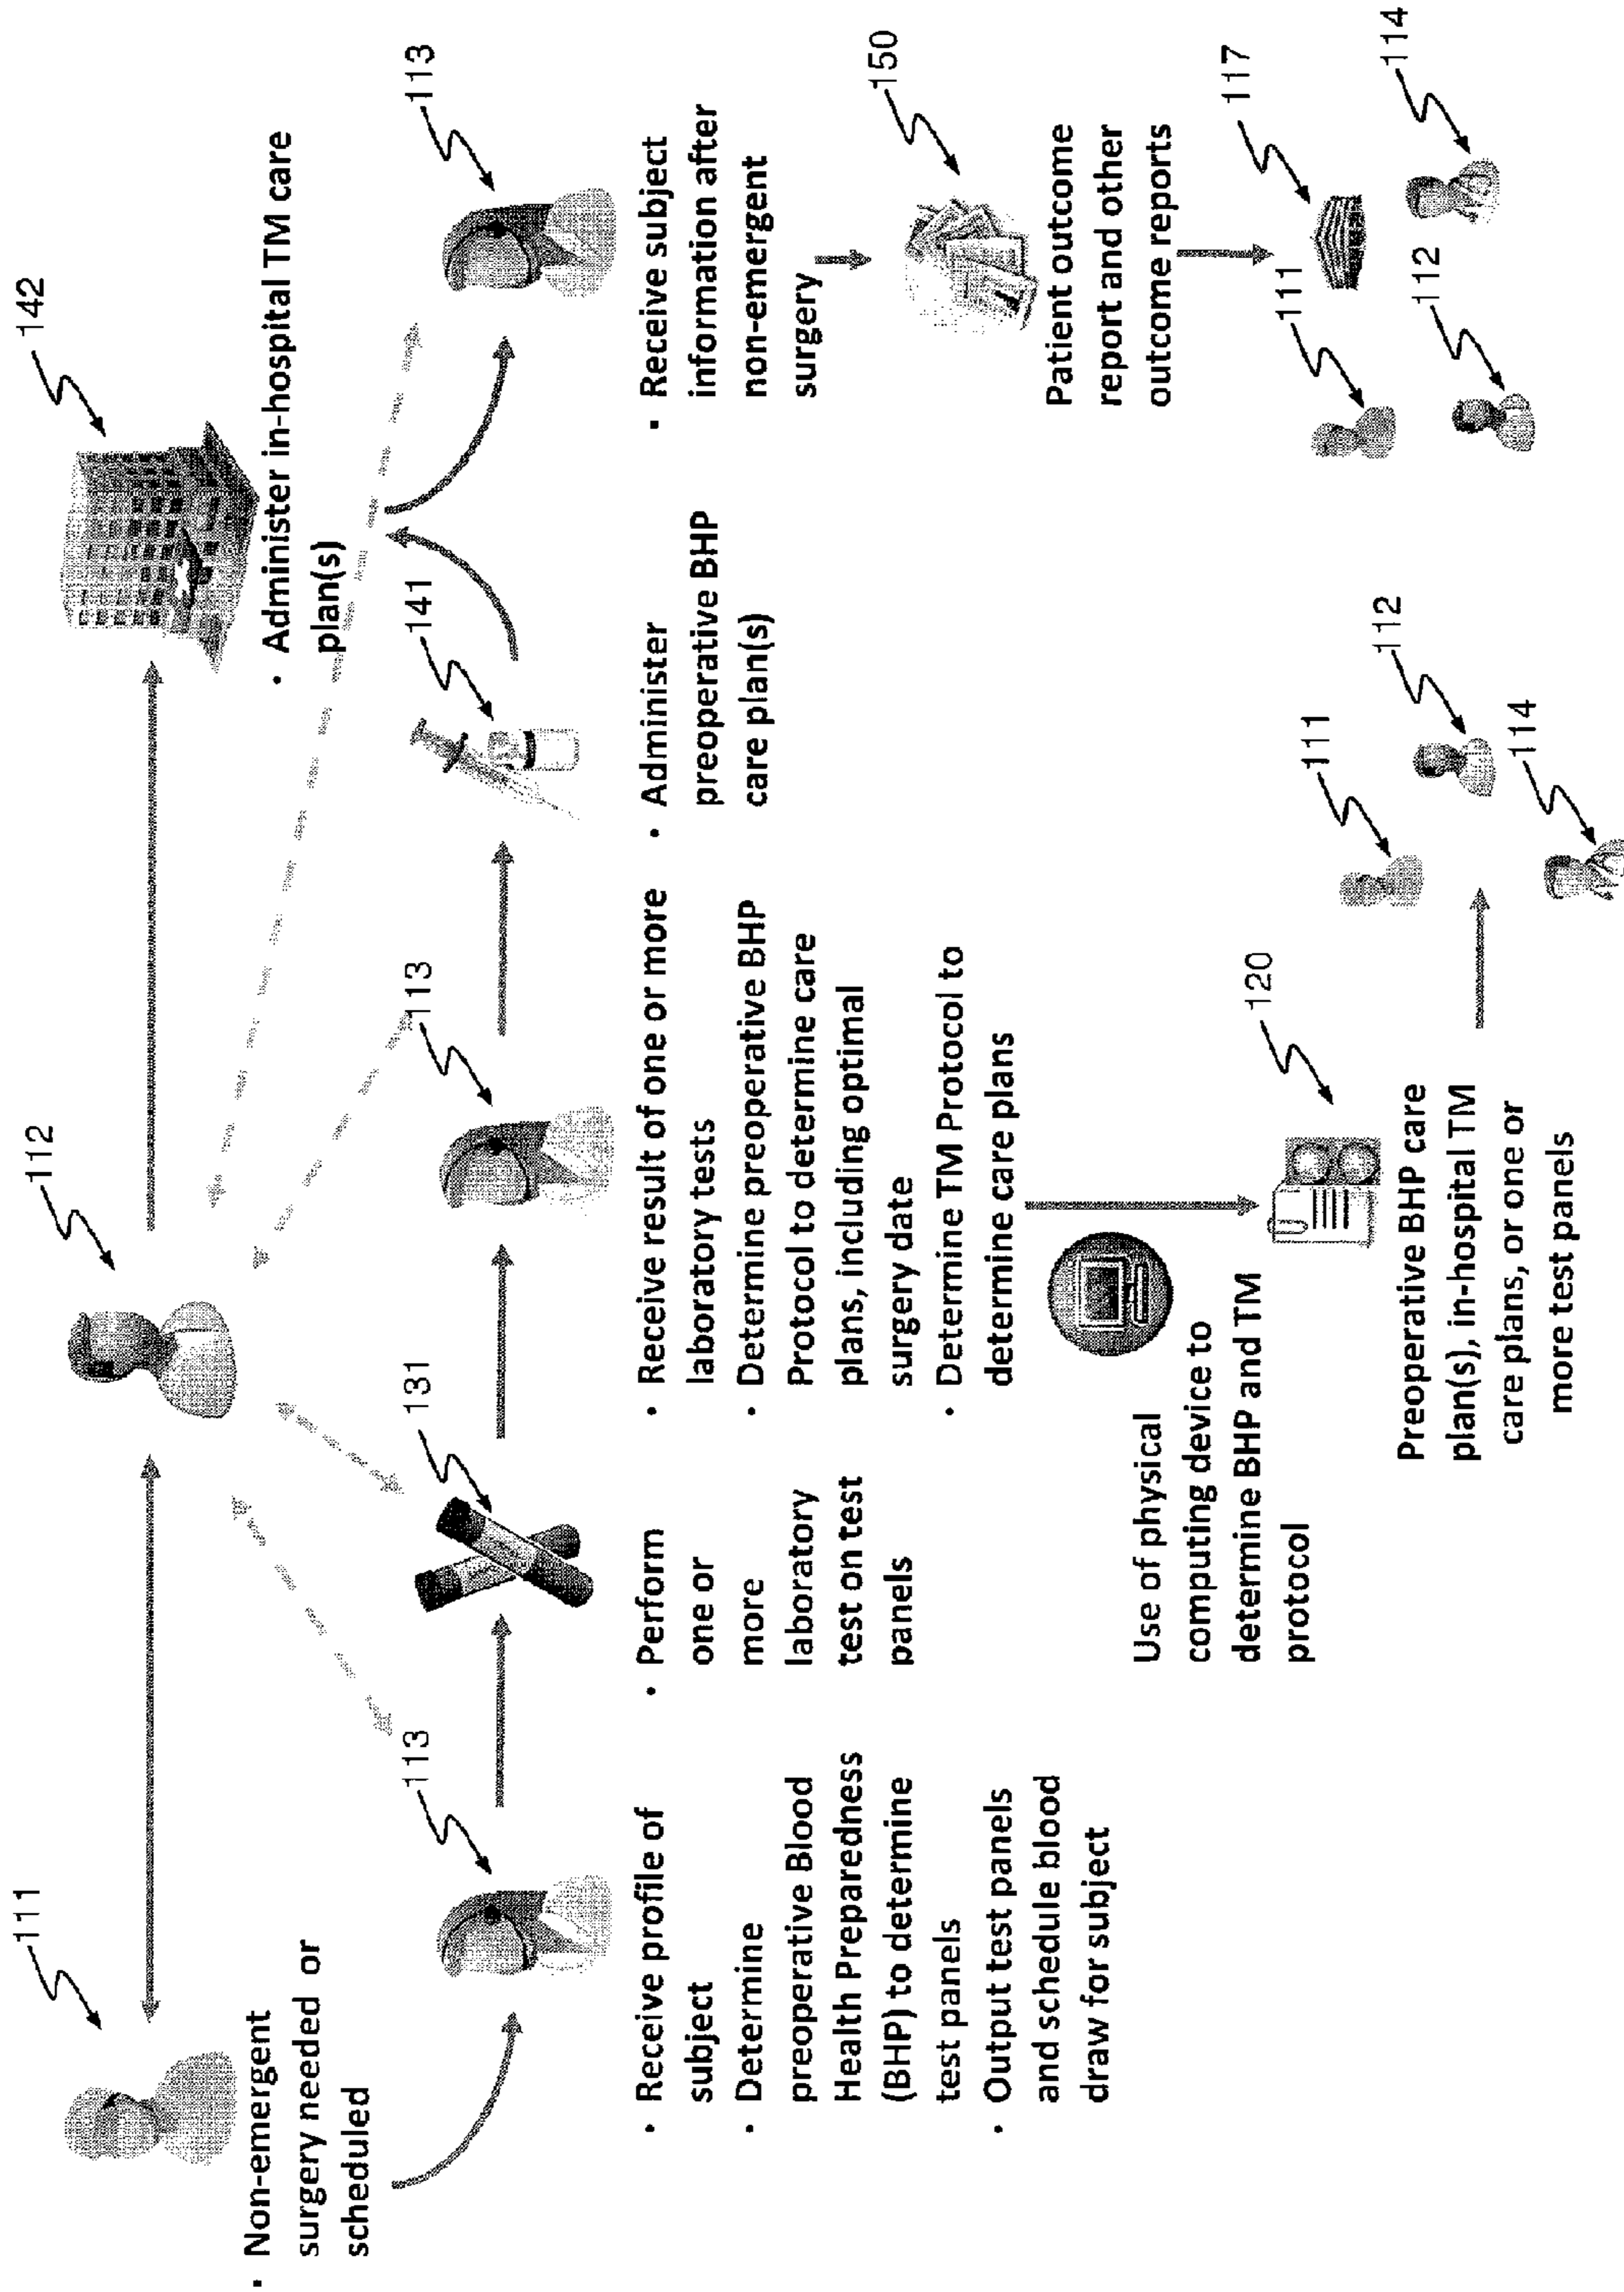 111
112
142
• Non-emergent
surgery needed or
scheduled
• Administer in-hospital TM care
plan(s)
113
131
113
141
113
• Receive profile of
subject
• Determine
preoperative Blood
Health Preparedness
(BHP) to determine
test panels
• Output test panels
and schedule blood
draw for subject
• Perform
one or
more
laboratory
test on test
panels
• Receive result of one or more
laboratory tests
• Determine preoperative BHP
Protocol to determine care
plans, including optimal
surgery date
• Determine TM Protocol to
determine care plans
• Administer
preoperative BHP
care plan(s)
• Receive subject
information after
non-emergent
surgery
150
Patient outcome
report and other
outcome reports
111
117
112
114
Use of physical
computing device to
determine BHP and TM
protocol
120
Preoperative BHP care
plan(s), in-hospital TM
care plans, or one or
more test panels
111
112
114